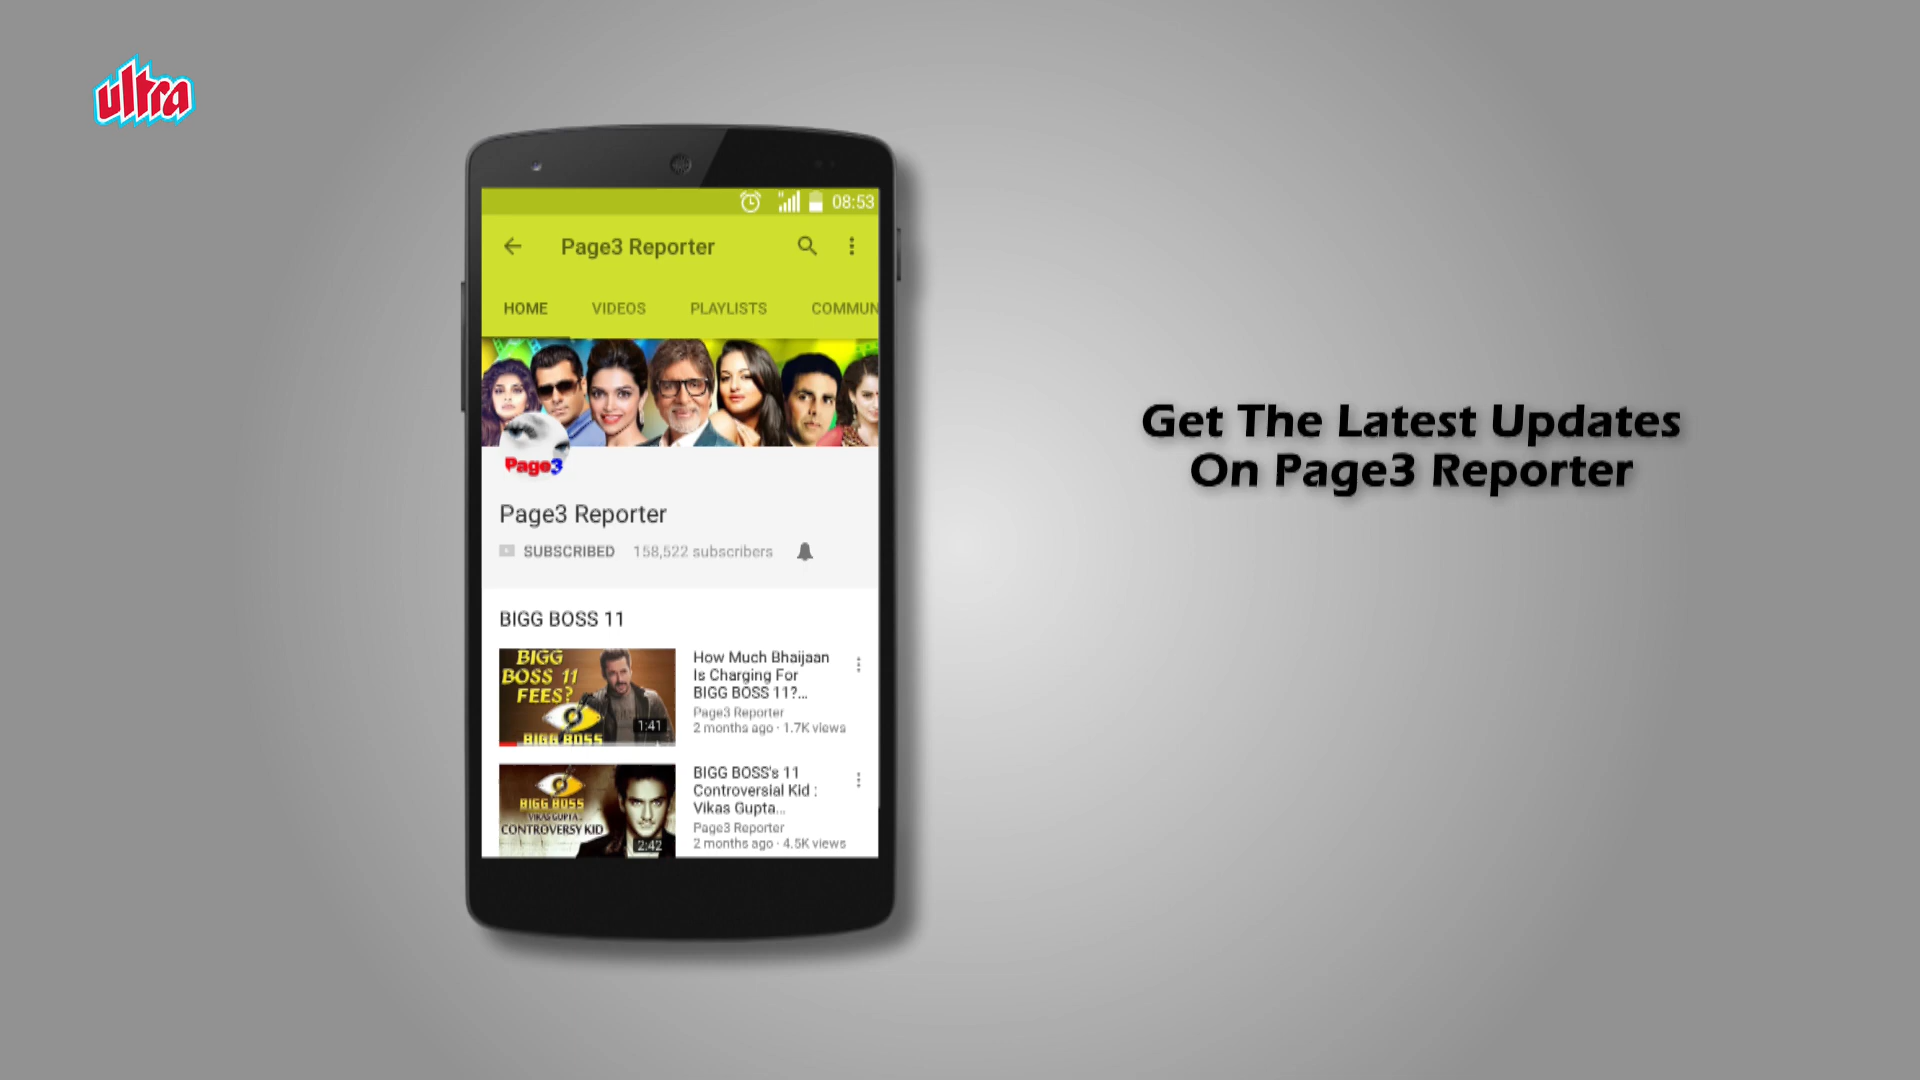 ultra
08:53
Page3 Reporter
HOME VIDEOS PLAYLISTS COMMUN
Page3
Page3 Reporter
SUBSCRIBED 158,522 subscribers
BIGG BOSS 11
BIGG
BOSS 11
FEES?
BIGG BOSS
1:41
How Much Bhaijaan
Is Charging For
BIGG BOSS 11?...
Page3 Reporter
2 months ago · 1.7K views
BIGG BOSS
VIKAS GUPTA..
CONTROVERSY KID
2:42
BIGG BOSS's 11
Controversial Kid :
Vikas Gupta...
Page3 Reporter
2 months ago · 4.5K views
Get The Latest Updates
On Page3 Reporter